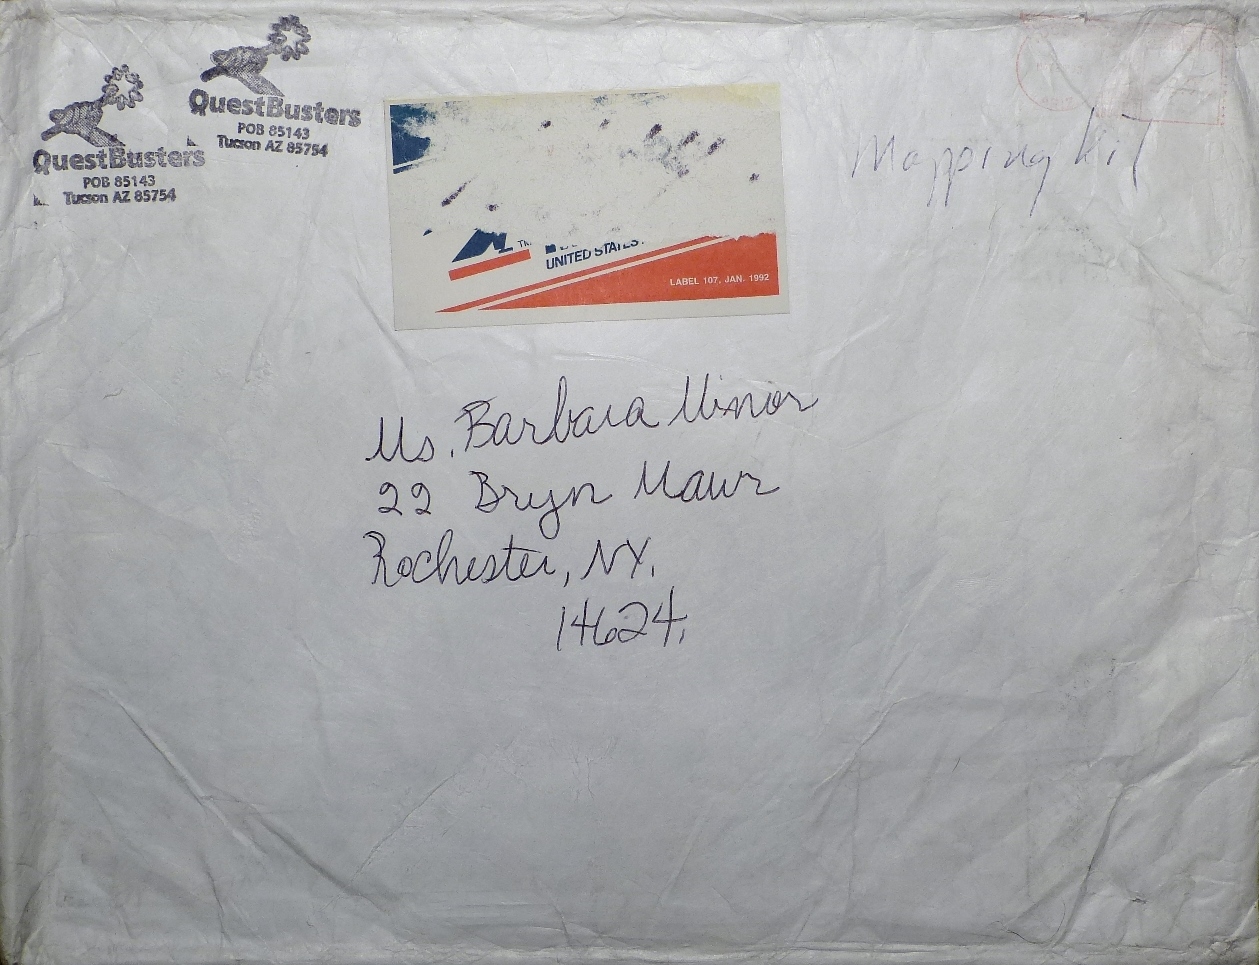 QuestBusters
POB 85143
Tucson AZ 85754
QuestBusters
POB 85143
Tucson AZ 85754
TM
UNITED STATES
LABEL 107, JAN. 1992
Mapping Kit
Ms. Barbara Minor
22 Bryn Mawr
Rochester, NY.
14624.